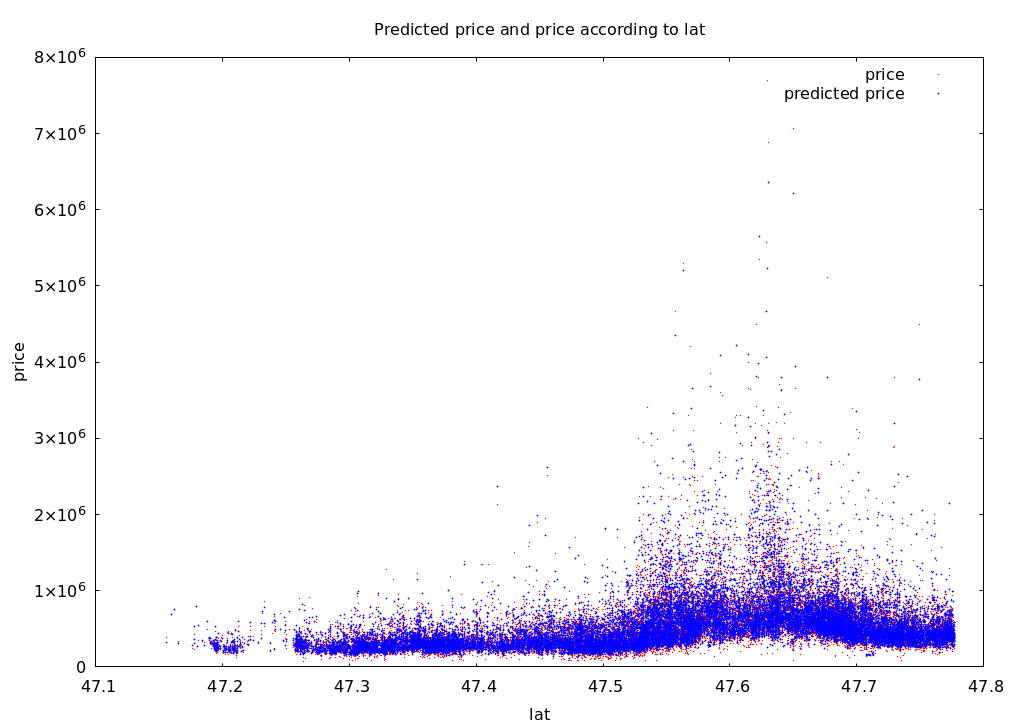 Predicted price and price according to lat
8×10⁶
7×10⁶
6×10⁶
5×10⁶
4×10⁶
3×10⁶
2×10⁶
1×10⁶
0
price
price
predicted price
47.1 47.2 47.3 47.4 47.5 47.6 47.7 47.8
lat